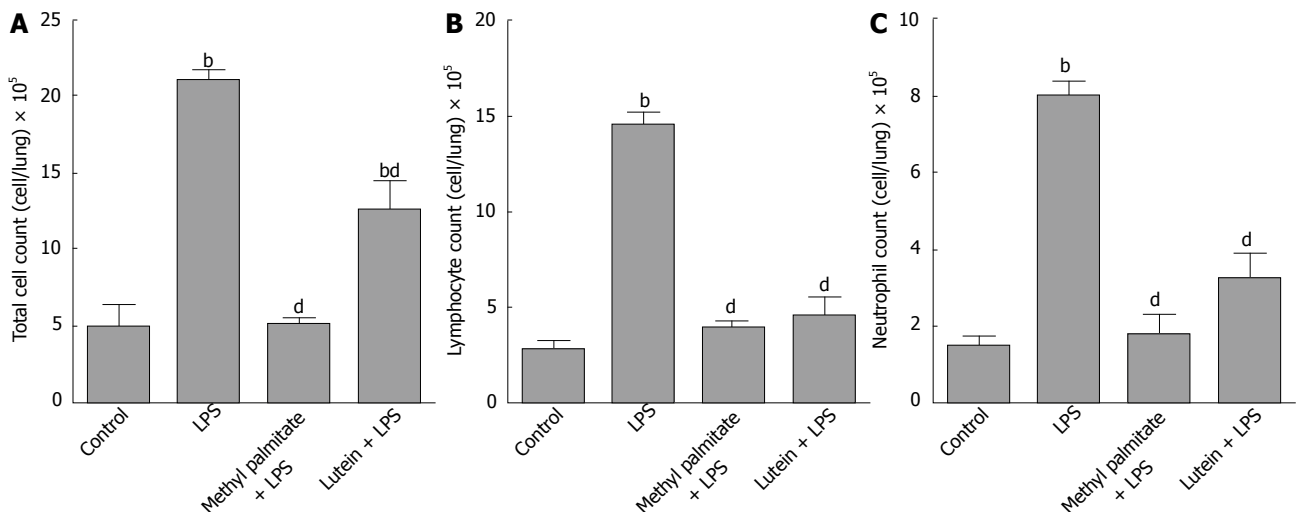 A
Total cell count (cell/lung) × 10⁵
25
20
15
10
5
0
b
d
bd
Control
LPS
Methyl palmitate
+ LPS
Lutein + LPS
B
Lymphocyte count (cell/lung) × 10⁵
20
15
10
5
0
b
d
d
Control
LPS
Methyl palmitate
+ LPS
Lutein + LPS
C
Neutrophil count (cell/lung) × 10⁵
10
8
6
4
2
0
b
d
d
Control
LPS
Methyl palmitate
+ LPS
Lutein + LPS